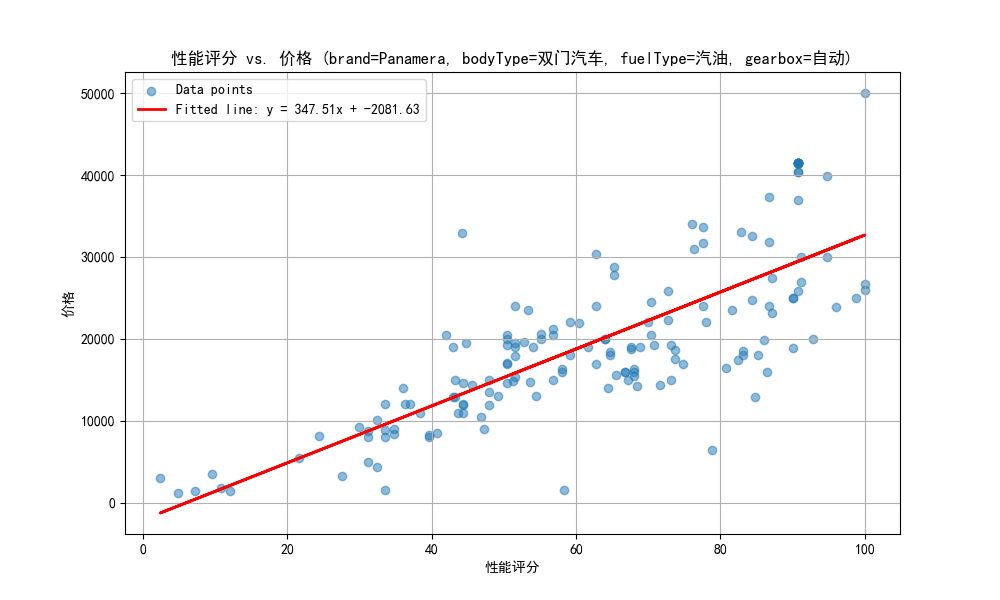 性能评分 vs. 价格 (brand=Panamera, bodyType=双门汽车, fuelType=汽油, gearbox=自动)
Data points
Fitted line: y = 347.51x + -2081.63
50000
40000
30000
20000
10000
0
价格
0 20 40 60 80 100
性能评分